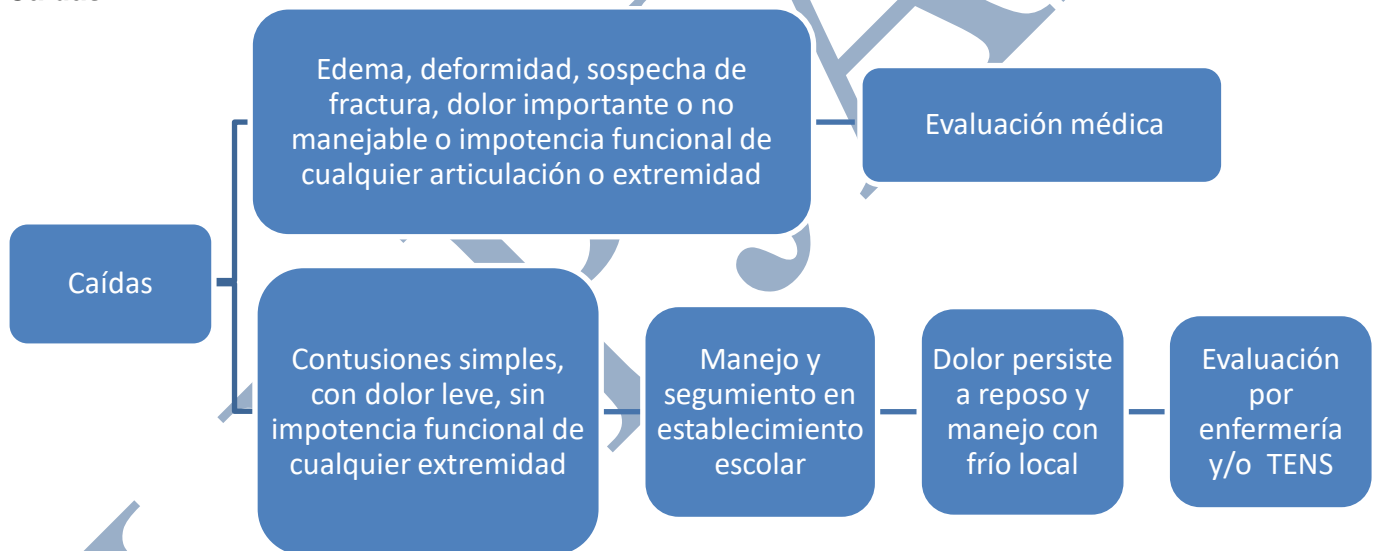 Edema, deformidad, sospecha de
fractura, dolor importante o no
manejable o impotencia funcional de
cualquier articulación o extremidad
Evaluación médica
Caídas
Contusiones simples,
con dolor leve, sin
impotencia funcional de
cualquier extremidad
Manejo y
segumiento en
establecimiento
escolar
Dolor persiste
a reposo y
manejo con
frío local
Evaluación
por
enfermería
y/o TENS